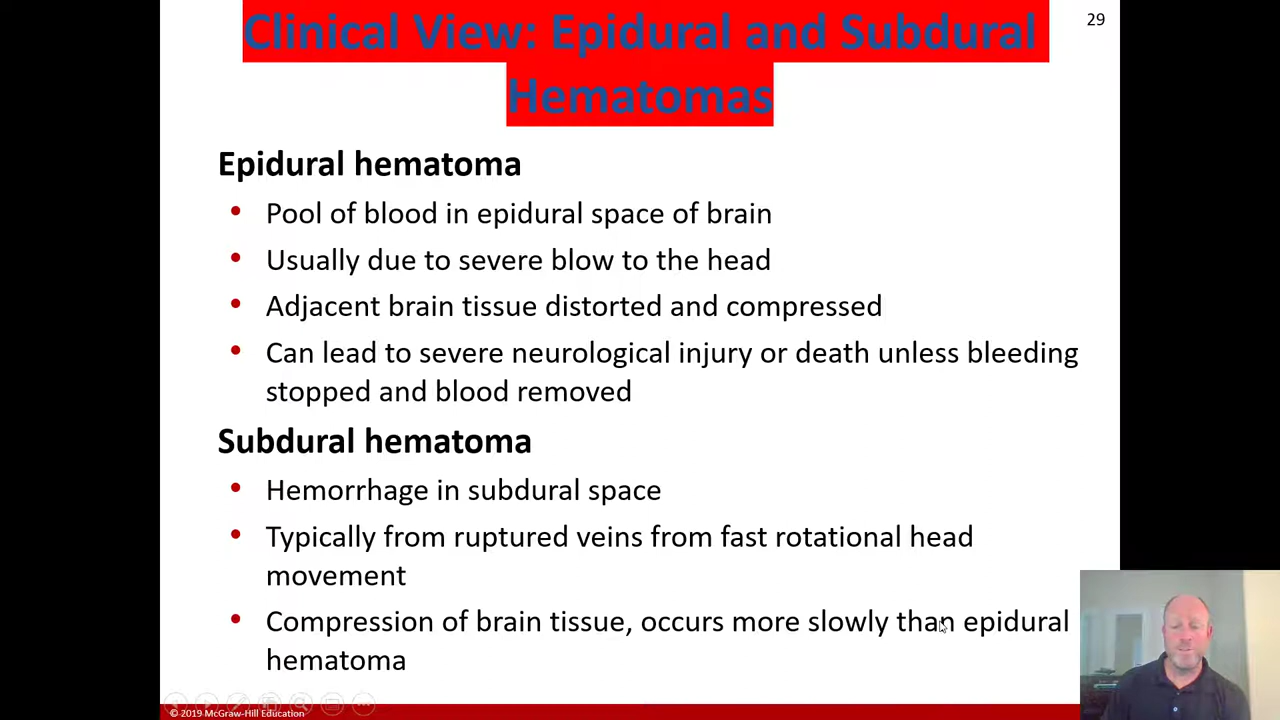 Clinical View: Epidural and Subdural
29
Hematomas
Epidural hematoma
• Pool of blood in epidural space of brain
• Usually due to severe blow to the head
• Adjacent brain tissue distorted and compressed
• Can lead to severe neurological injury or death unless bleeding
stopped and blood removed
Subdural hematoma
• Hemorrhage in subdural space
• Typically from ruptured veins from fast rotational head
movement
• Compression of brain tissue, occurs more slowly than epidural
hematoma
© 2019 McGraw-Hill Education